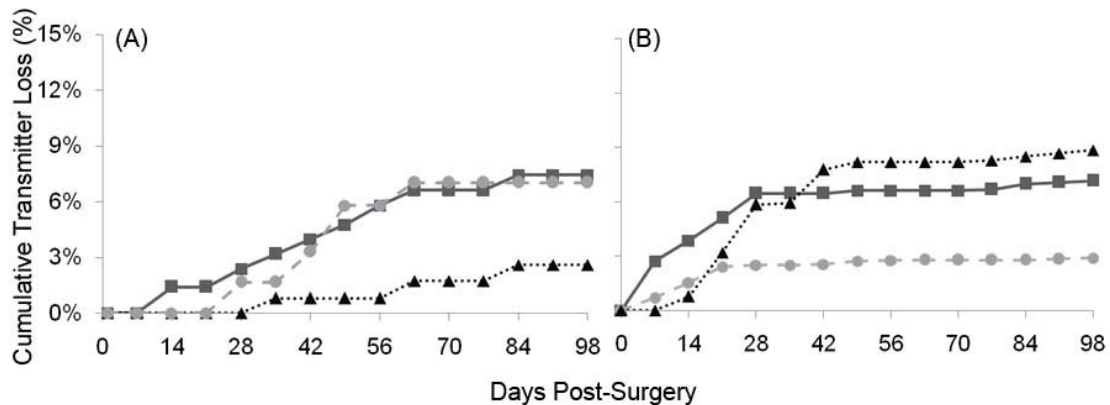 Cumulative Transmitter Loss (%)
15%
12%
9%
6%
3%
0%
(A)
0 14 28 42 56 70 84 98
(B)
0 14 28 42 56 70 84 98
Days Post-Surgery